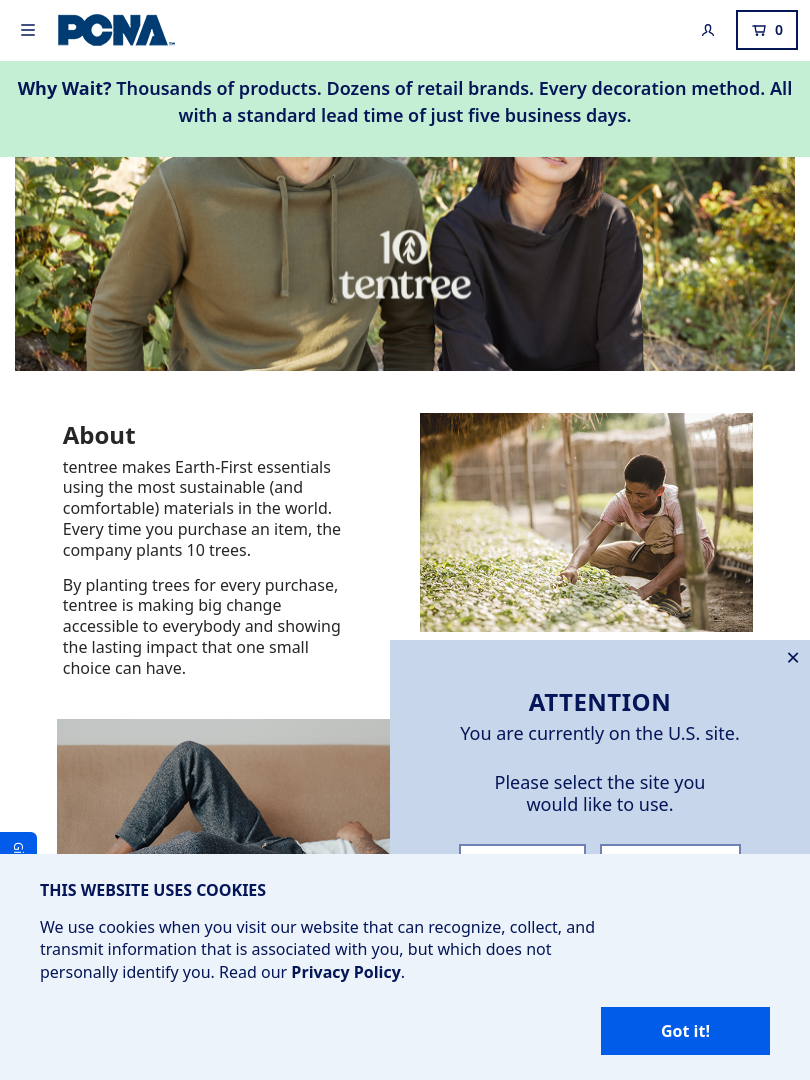 PCNA
0
Why Wait? Thousands of products. Dozens of retail brands. Every decoration method. All
with a standard lead time of just five business days.
10
tentree
About
tentree makes Earth-First essentials
using the most sustainable (and
comfortable) materials in the world.
Every time you purchase an item, the
company plants 10 trees.
By planting trees for every purchase,
tentree is making big change
accessible to everybody and showing
the lasting impact that one small
choice can have.
ATTENTION
You are currently on the U.S. site.
Please select the site you
would like to use.
THIS WEBSITE USES COOKIES
We use cookies when you visit our website that can recognize, collect, and
transmit information that is associated with you, but which does not
personally identify you. Read our Privacy Policy.
Got it!